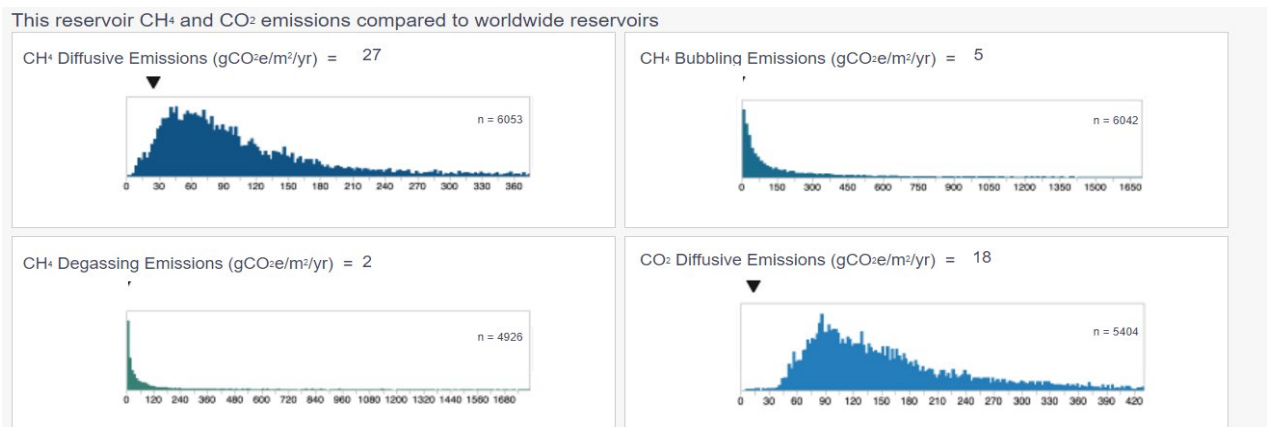 This reservoir CH₄ and CO₂ emissions compared to worldwide reservoirs
CH₄ Diffusive Emissions (gCO₂e/m²/yr) = 27
n = 6053
0 30 60 90 120 150 180 210 240 270 300 330 360
CH₄ Bubbling Emissions (gCO₂e/m²/yr) = 5
n = 6042
0 150 300 450 600 750 900 1050 1200 1350 1500 1650
CH₄ Degassing Emissions (gCO₂e/m²/yr) = 2
n = 4926
0 120 240 360 480 600 720 840 960 1080 1200 1320 1440 1560 1680
CO₂ Diffusive Emissions (gCO₂e/m²/yr) = 18
n = 5404
0 30 60 90 120 150 180 210 240 270 300 330 360 390 420